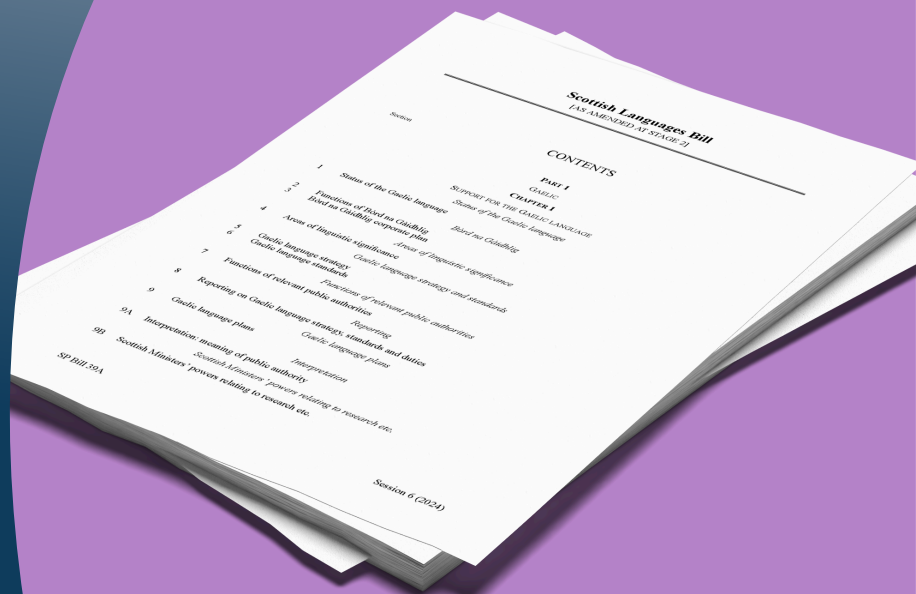 Scottish Languages Bill
[AS AMENDED AT STAGE 2]
CONTENTS
Section
PART 1
GAELIC
CHAPTER 1
SUPPORT FOR THE GAELIC LANGUAGE
Status of the Gaelic language
1 Status of the Gaelic language
Bòrd na Gàidhlig
2 Functions of Bòrd na Gàidhlig
3 Bòrd na Gàidhlig corporate plan
Areas of linguistic significance
4 Areas of linguistic significance
Gaelic language strategy and standards
5 Gaelic language strategy
6 Gaelic language standards
Functions of relevant public authorities
7 Functions of relevant public authorities
Reporting
8 Reporting on Gaelic language strategy, standards and duties
Gaelic language plans
9 Gaelic language plans
Interpretation
9A Interpretation: meaning of public authority
Scottish Ministers' powers relating to research etc.
9B Scottish Ministers' powers relating to research etc.
SP Bill 39A
Session 6 (2024)